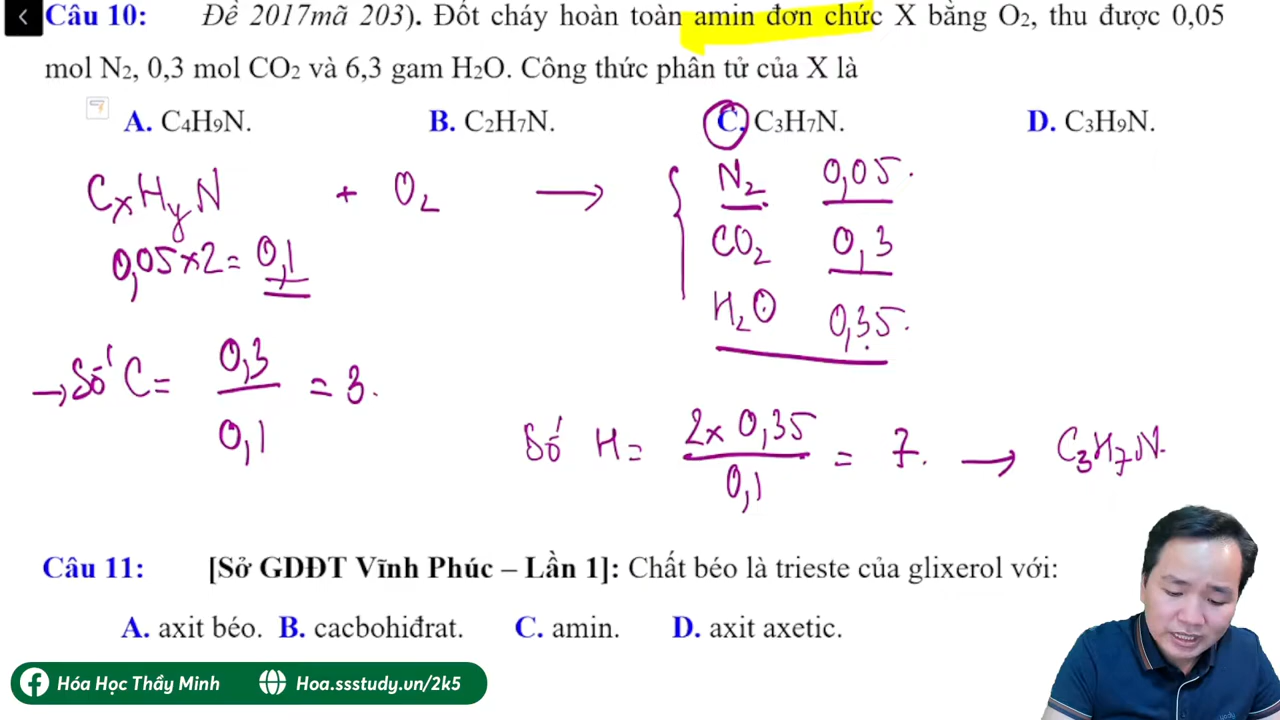 Câu 10: Đề 2017mã 203). Đốt cháy hoàn toàn amin đơn chức X bằng O₂, thu được 0,05
mol N₂, 0,3 mol CO₂ và 6,3 gam H₂O. Công thức phân tử của X là
A. C₄H₉N. B. C₂H₇N. C. C₃H₇N. D. C₃H₉N.
CₓHᵧN + O₂ → { N₂ 0,05.
0,05×2 = 0,1
CO₂ 0,3
H₂O 0,35.
→ Số C = 0,3 / 0,1 = 3.
Số H = 2×0,35 / 0,1 = 7. → C₃H₇N.
Câu 11: [Sở GDĐT Vĩnh Phúc – Lần 1]: Chất béo là trieste của glixerol với:
A. axit béo. B. cacbohiđrat. C. amin. D. axit axetic.
Hóa Học Thầy Minh Hoa.ssstudy.vn/2k5